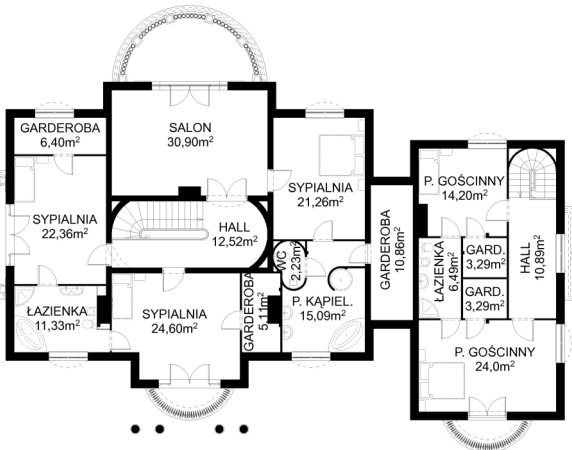 GARDEROBA
6,40m²
SALON
30,90m²
SYPIALNIA
22,36m²
SYPIALNIA
21,26m²
HALL
12,52m²
WC
2,23m²
GARDEROBA
10,86m²
P. GOŚCINNY
14,20m²
HALL
10,89m²
ŁAZIENKA
6,49m²
GARD.
3,29m²
GARD.
3,29m²
ŁAZIENKA
11,33m²
SYPIALNIA
24,60m²
GARDEROBA
5,11m²
P. KĄPIEL.
15,09m²
P. GOŚCINNY
24,0m²